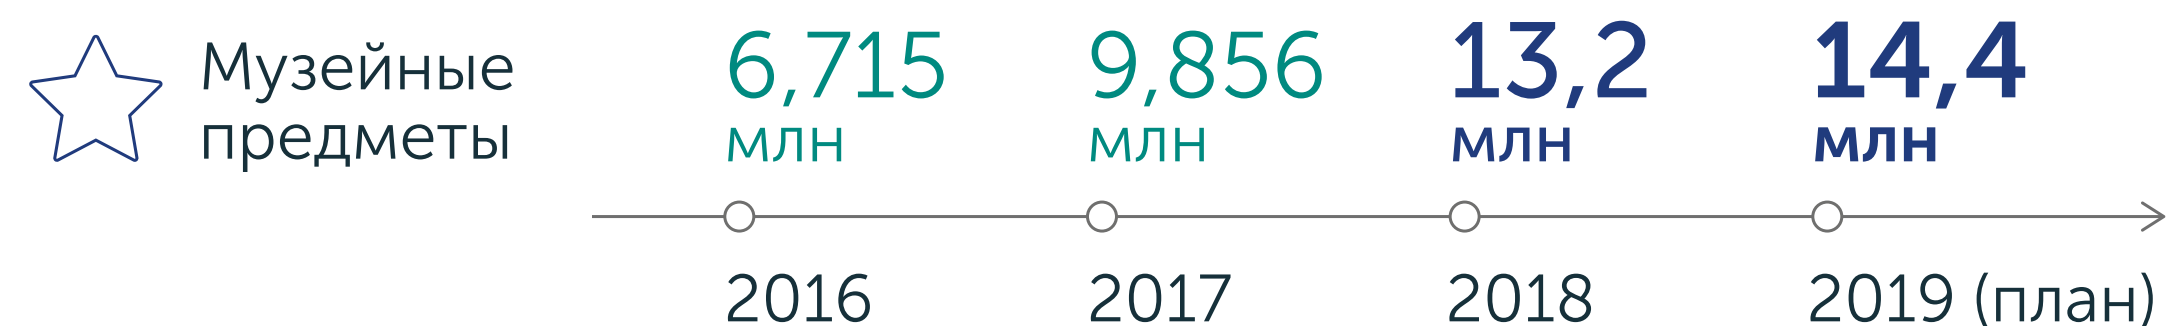 Музейные
предметы
6,715
млн
9,856
млн
13,2
млн
14,4
млн
2016
2017
2018
2019 (план)